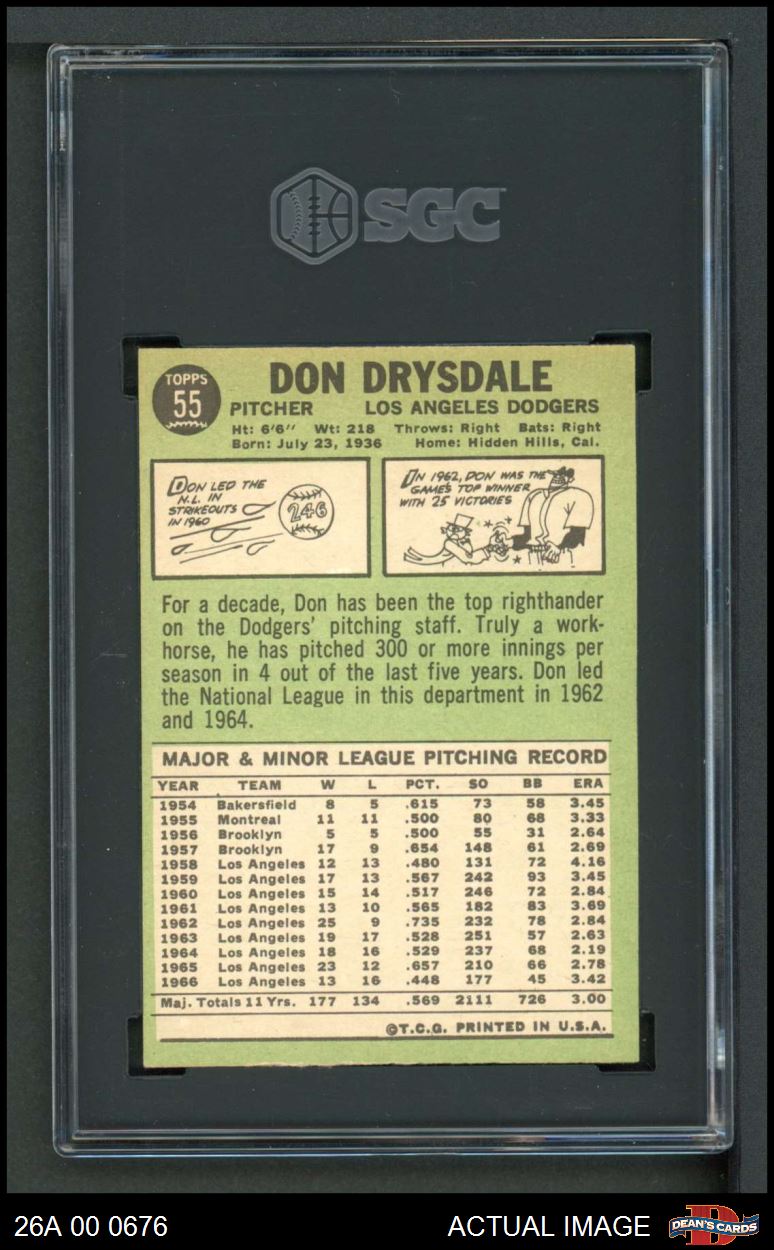 SGC
TOPPS
55
DON DRYSDALE
PITCHER LOS ANGELES DODGERS
Ht: 6'6" Wt: 218 Throws: Right Bats: Right
Born: July 23, 1936 Home: Hidden Hills, Cal.
DON LED THE
N.L. IN
STRIKEOUTS
IN 1960
246
IN 1962, DON WAS THE
GAME'S TOP WINNER
WITH 25 VICTORIES
For a decade, Don has been the top righthander
on the Dodgers' pitching staff. Truly a work-
horse, he has pitched 300 or more innings per
season in 4 out of the last five years. Don led
the National League in this department in 1962
and 1964.
MAJOR & MINOR LEAGUE PITCHING RECORD
YEAR TEAM W L PCT. SO BB ERA
1954 Bakersfield 8 5 .615 73 58 3.45
1955 Montreal 11 11 .500 80 68 3.33
1956 Brooklyn 5 5 .500 55 31 2.64
1957 Brooklyn 17 9 .654 148 61 2.69
1958 Los Angeles 12 13 .480 131 72 4.16
1959 Los Angeles 17 13 .567 242 93 3.45
1960 Los Angeles 15 14 .517 246 72 2.84
1961 Los Angeles 13 10 .565 182 83 3.69
1962 Los Angeles 25 9 .735 232 78 2.84
1963 Los Angeles 19 17 .528 251 57 2.63
1964 Los Angeles 18 16 .529 237 68 2.19
1965 Los Angeles 23 12 .657 210 66 2.78
1966 Los Angeles 13 16 .448 177 45 3.42
Maj. Totals 11 Yrs. 177 134 .569 2111 726 3.00
©T.C.G. PRINTED IN U.S.A.
26A 00 0676 ACTUAL IMAGE DEAN'S CARDS